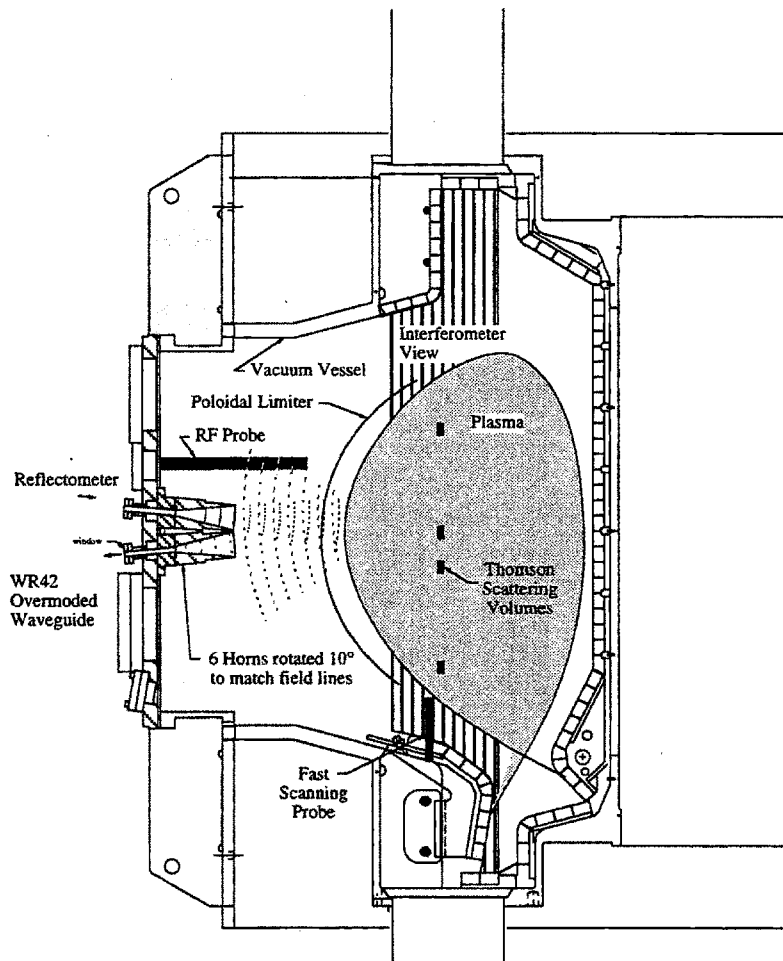 Interferometer
View
Vacuum Vessel
Poloidal Limiter
Plasma
RF Probe
Reflectometer
window
WR42
Overmoded
Waveguide
Thomson
Scattering
Volumes
6 Horns rotated 10°
to match field lines
Fast
Scanning
Probe